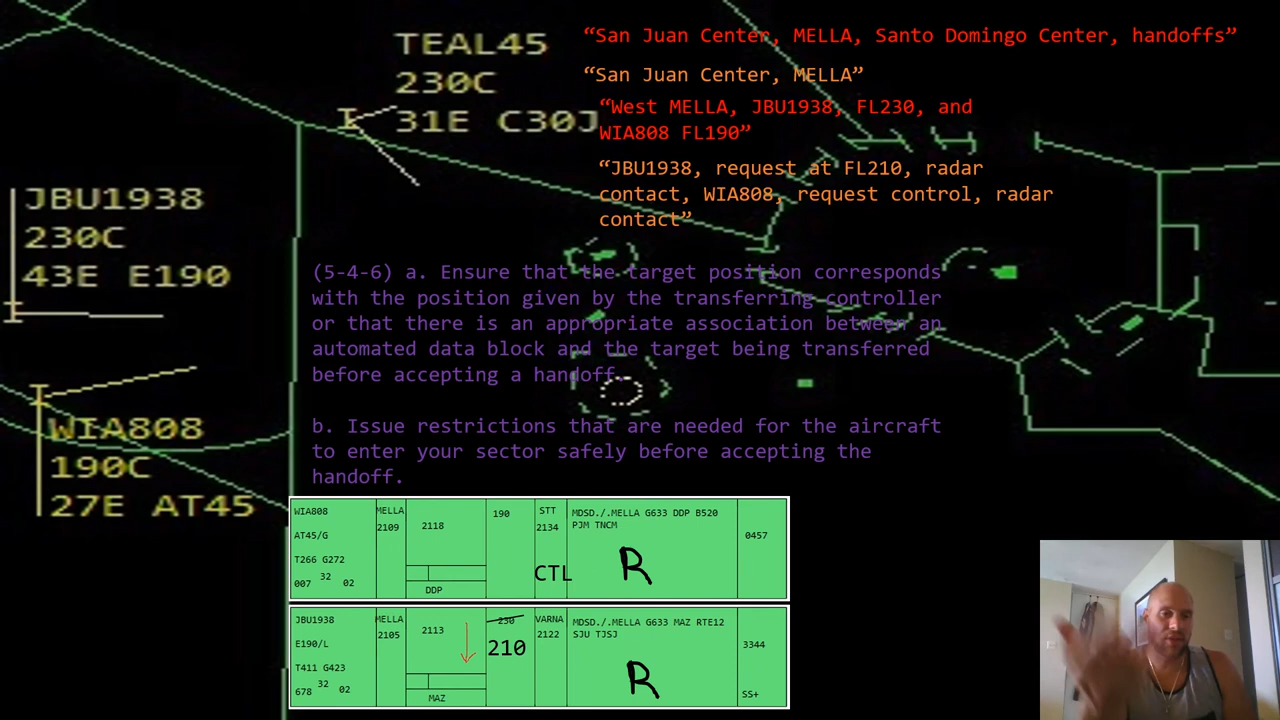 TEAL45
230C
31E C30J
“San Juan Center, MELLA, Santo Domingo Center, handoffs”
“San Juan Center, MELLA”
“West MELLA, JBU1938, FL230, and
WIA808 FL190”
“JBU1938, request at FL210, radar
contact, WIA808, request control, radar
contact”
JBU1938
230C
43E E190
(5-4-6) a. Ensure that the target position corresponds
with the position given by the transferring controller
or that there is an appropriate association between an
automated data block and the target being transferred
before accepting a handoff.
b. Issue restrictions that are needed for the aircraft
to enter your sector safely before accepting the
handoff.
WIA808
190C
27E AT45
WIA808 MELLA 190 STT MDSD./.MELLA G633 DDP B520
2109 2118 2134 PJM TNCM
AT45/G 0457
T266 G272 CTL R
007 32 02 DDP
JBU1938 MELLA 230 VARNA MDSD./.MELLA G633 MAZ RTE12
2105 2113 2122 SJU TJSJ
E190/L 210 3344
T411 G423 R
678 32 02 MAZ SS+